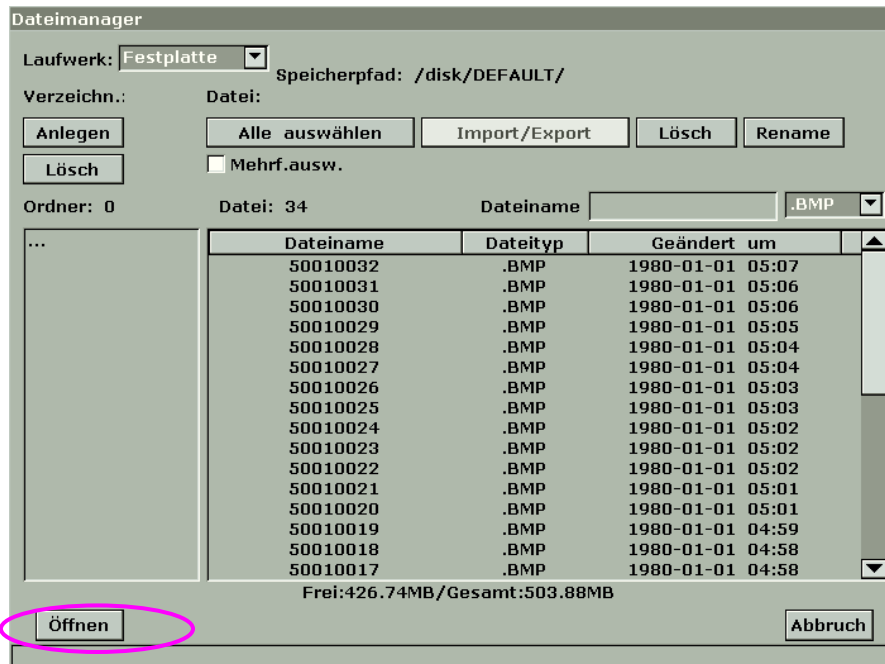 Dateimanager
Laufwerk: Festplatte
Speicherpfad: /disk/DEFAULT/
Verzeichn.: Datei:
Anlegen Alle auswählen Import/Export Lösch Rename
Lösch Mehrf.ausw.
Ordner: 0 Datei: 34 Dateiname .BMP
...
Dateiname Dateityp Geändert um
50010032 .BMP 1980-01-01 05:07
50010031 .BMP 1980-01-01 05:06
50010030 .BMP 1980-01-01 05:06
50010029 .BMP 1980-01-01 05:05
50010028 .BMP 1980-01-01 05:04
50010027 .BMP 1980-01-01 05:04
50010026 .BMP 1980-01-01 05:03
50010025 .BMP 1980-01-01 05:03
50010024 .BMP 1980-01-01 05:02
50010023 .BMP 1980-01-01 05:02
50010022 .BMP 1980-01-01 05:02
50010021 .BMP 1980-01-01 05:01
50010020 .BMP 1980-01-01 05:01
50010019 .BMP 1980-01-01 04:59
50010018 .BMP 1980-01-01 04:58
50010017 .BMP 1980-01-01 04:58
Frei:426.74MB/Gesamt:503.88MB
Öffnen Abbruch